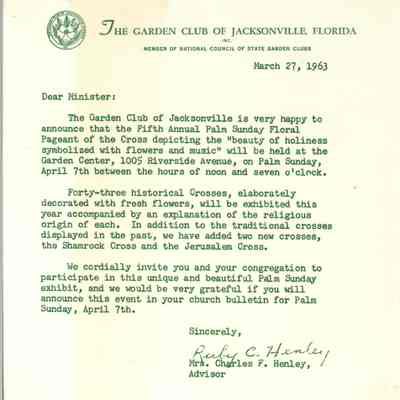 THE GARDEN CLUB OF JACKSONVILLE, FLORIDA
INC.
MEMBER OF NATIONAL COUNCIL OF STATE GARDEN CLUBS
March 27, 1963
Dear Minister:
The Garden Club of Jacksonville is very happy to
announce that the Fifth Annual Palm Sunday Floral
Pageant of the Cross depicting the "beauty of holiness
symbolized with flowers and music" will be held at the
Garden Center, 1005 Riverside Avenue, on Palm Sunday,
April 7th between the hours of noon and seven o'clock.
Forty-three historical Crosses, elaborately
decorated with fresh flowers, will be exhibited this
year accompanied by an explanation of the religious
origin of each. In addition to the traditional crosses
displayed in the past, we have added two new crosses,
the Shamrock Cross and the Jerusalem Cross.
We cordially invite you and your congregation to
participate in this unique and beautiful Palm Sunday
exhibit, and we would be very grateful if you will
announce this event in your church bulletin for Palm
Sunday, April 7th.
Sincerely,
Ruby C. Henley
Mrs. Charles F. Henley,
Advisor